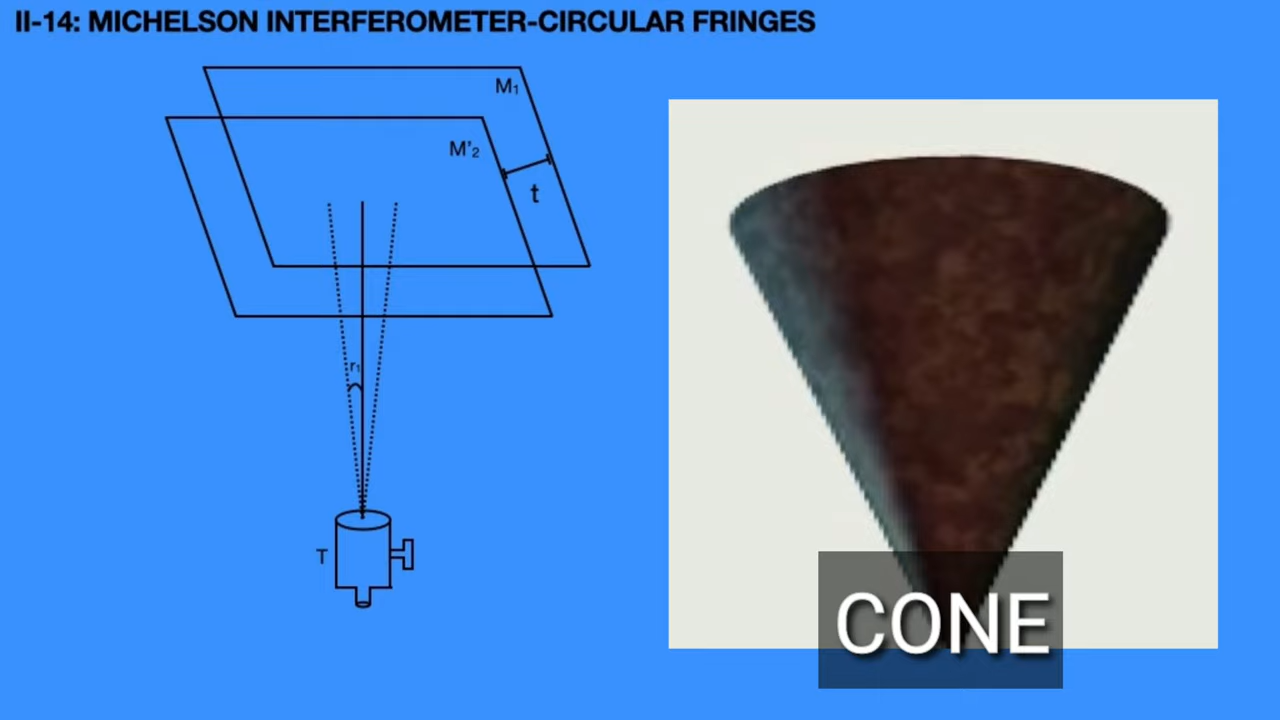 II-14: MICHELSON INTERFEROMETER-CIRCULAR FRINGES
M₁
M'₂
t
r₁
T
CONE